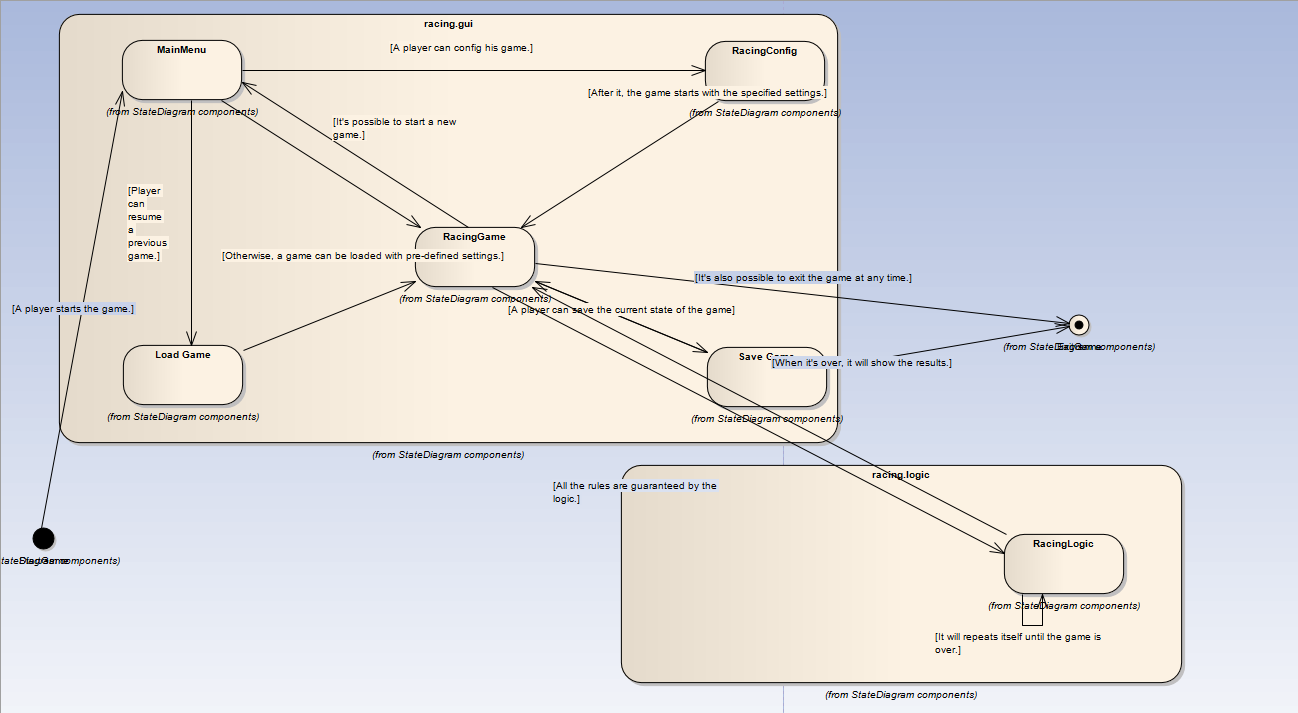 racing.gui
MainMenu
[A player can config his game.]
RacingConfig
[After it, the game starts with the specified settings.]
(from StateDiagram components)
(from StateDiagram components)
[It's possible to start a new
game.]
[Player
can
resume
a
previous
game.]
RacingGame
[Otherwise, a game can be loaded with pre-defined settings.]
[It's also possible to exit the game at any time.]
(from StateDiagram components)
[A player starts the game.]
[A player can save the current state of the game]
(from StateDiagram components)
Load Game
Save Game
[When it's over, it will show the results.]
(from StateDiagram components)
(from StateDiagram components)
(from StateDiagram components)
racing.logic
[All the rules are guaranteed by the
logic.]
RacingLogic
components)
(from StateDiagram components)
[It will repeats itself until the game is
over.]
(from StateDiagram components)